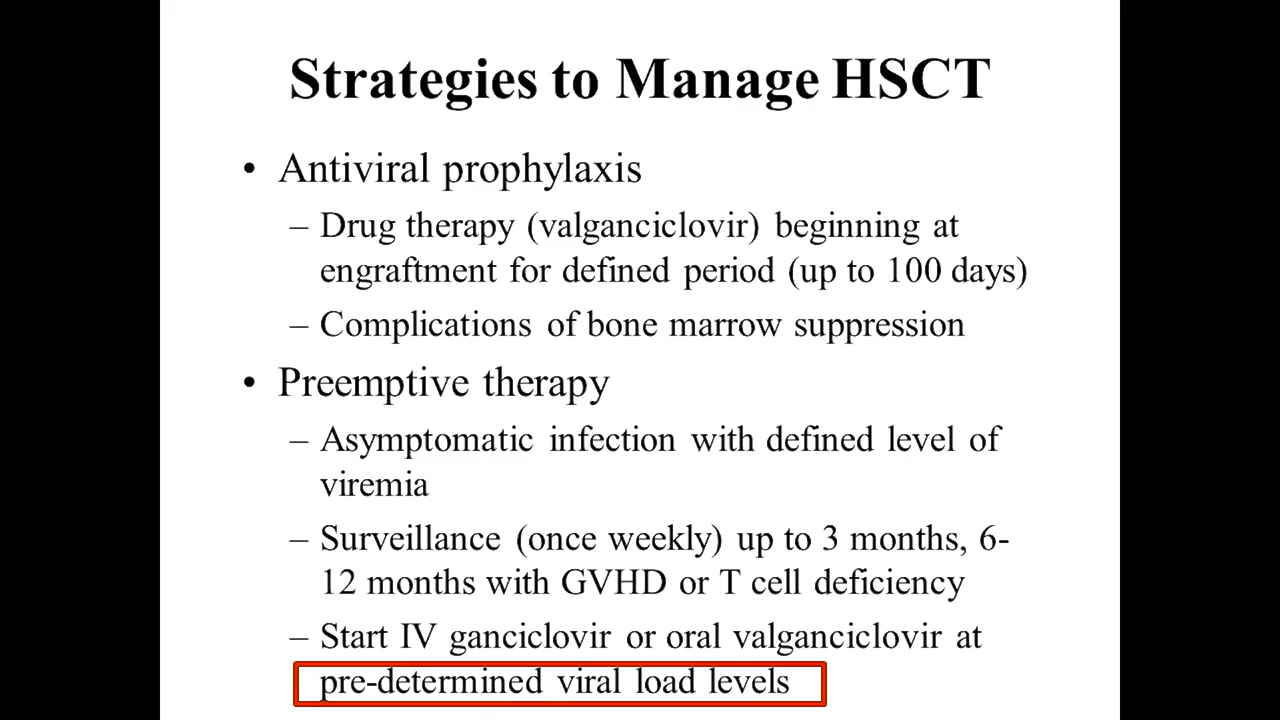 Strategies to Manage HSCT
• Antiviral prophylaxis
– Drug therapy (valganciclovir) beginning at
engraftment for defined period (up to 100 days)
– Complications of bone marrow suppression
• Preemptive therapy
– Asymptomatic infection with defined level of
viremia
– Surveillance (once weekly) up to 3 months, 6-
12 months with GVHD or T cell deficiency
– Start IV ganciclovir or oral valganciclovir at
pre-determined viral load levels